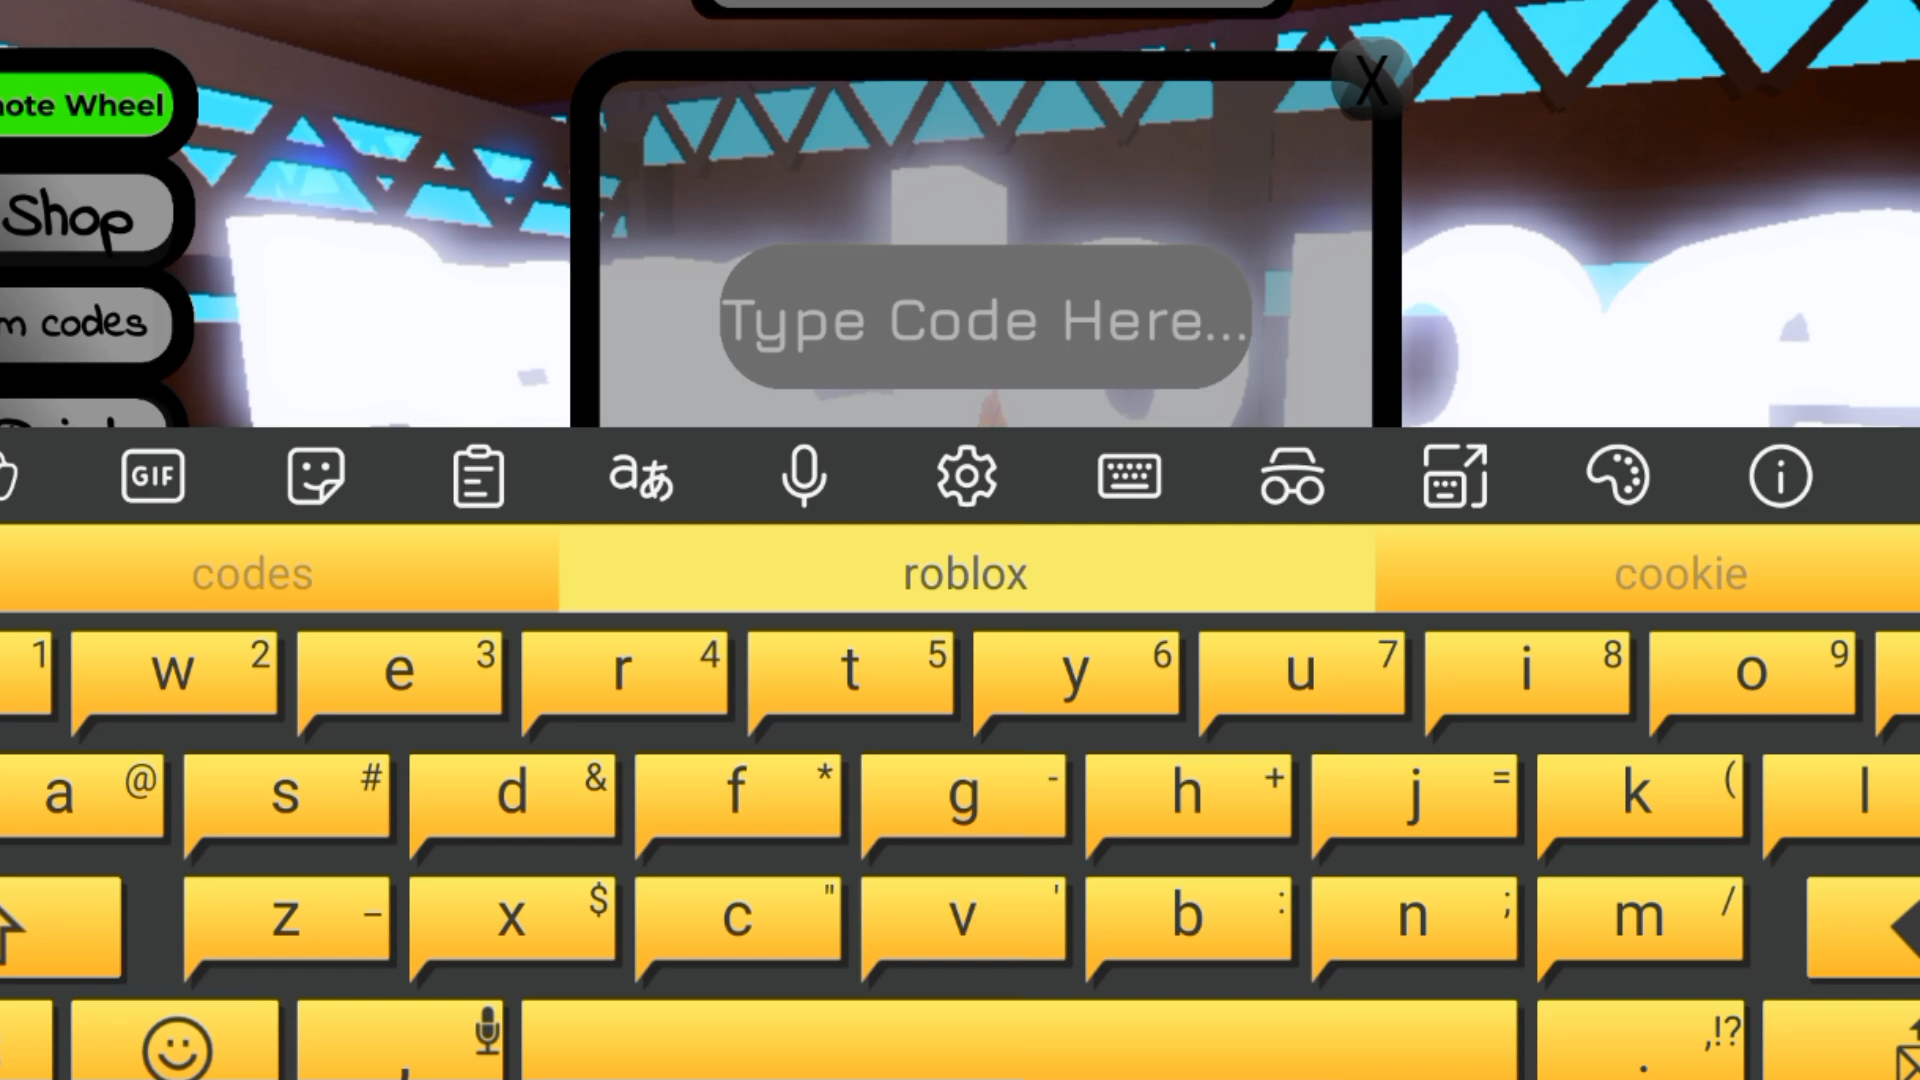 ote Wheel
Shop
m codes
Type Code Here...
X
GIF
aあ
codes
roblox
cookie
1 w 2 e 3 r 4 t 5 y 6 u 7 i 8 o 9
a @ s # d & f * g - h + j = k ( l
z _ x $ c " v ' b : n ; m /
, . ,!?